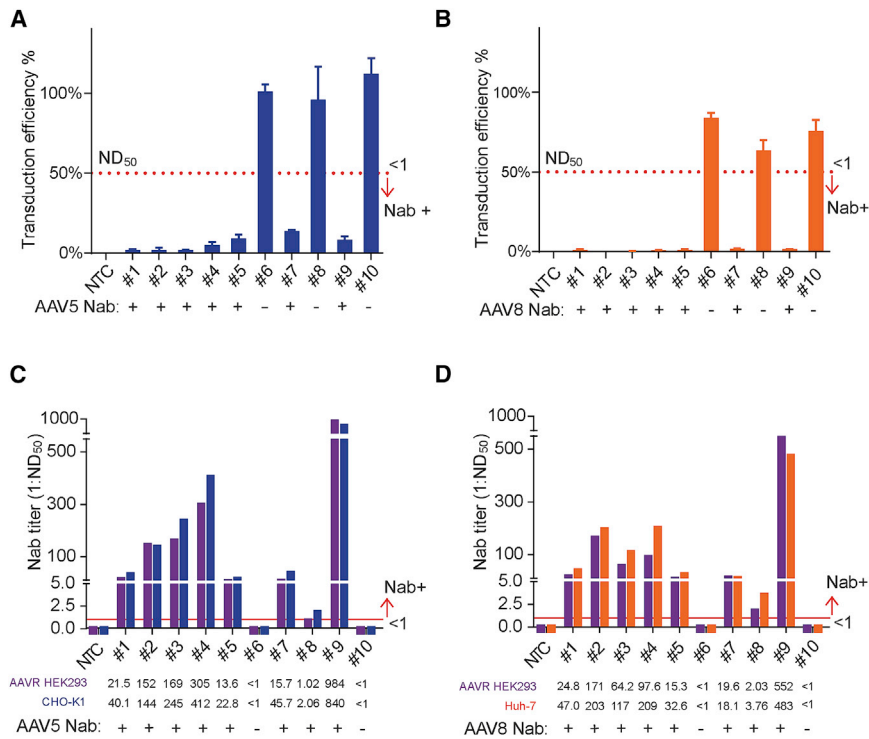 A
Transduction efficiency %
100%
50%
0%
ND50
<1
Nab +
NTC #1 #2 #3 #4 #5 #6 #7 #8 #9 #10
AAV5 Nab: + + + + + - + - + -
B
Transduction efficiency %
100%
50%
0%
ND50
<1
Nab+
NTC #1 #2 #3 #4 #5 #6 #7 #8 #9 #10
AAV8 Nab: + + + + + - + - + -
C
Nab titer (1:ND50)
1000
500
300
100
5.0
2.5
0.0
Nab+
<1
NTC #1 #2 #3 #4 #5 #6 #7 #8 #9 #10
AAVR HEK293 21.5 152 169 305 13.6 <1 15.7 1.02 984 <1
CHO-K1 40.1 144 245 412 22.8 <1 45.7 2.06 840 <1
AAV5 Nab: + + + + + - + + + -
D
Nab titer (1:ND50)
1000
500
300
100
5.0
2.5
0.0
Nab+
<1
NTC #1 #2 #3 #4 #5 #6 #7 #8 #9 #10
AAVR HEK293 24.8 171 64.2 97.6 15.3 <1 19.6 2.03 552 <1
Huh-7 47.0 203 117 209 32.6 <1 18.1 3.76 483 <1
AAV8 Nab: + + + + + - + + + -